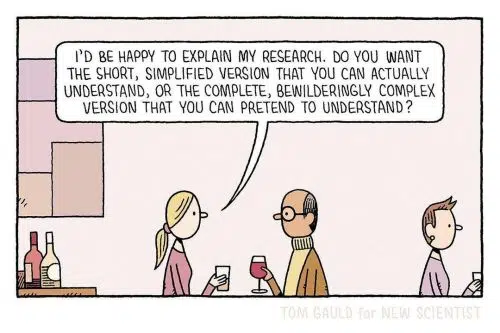 I'D BE HAPPY TO EXPLAIN MY RESEARCH. DO YOU WANT
THE SHORT, SIMPLIFIED VERSION THAT YOU CAN ACTUALLY
UNDERSTAND, OR THE COMPLETE, BEWILDERINGLY COMPLEX
VERSION THAT YOU CAN PRETEND TO UNDERSTAND?
TOM GAULD for NEW SCIENTIST